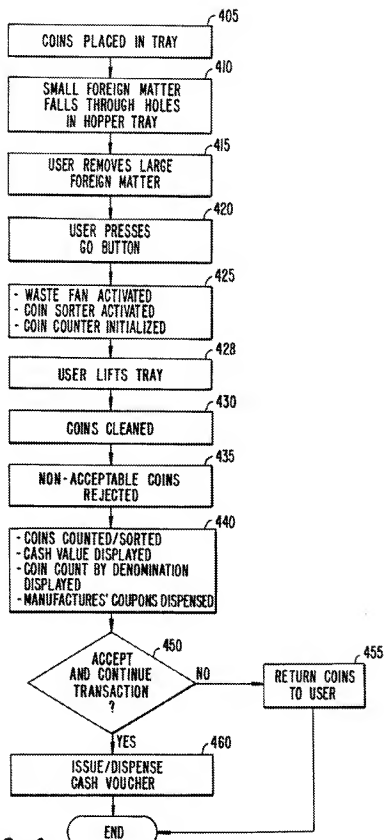 405
COINS PLACED IN TRAY
410
SMALL FOREIGN MATTER
FALLS THROUGH HOLES
IN HOPPER TRAY
415
USER REMOVES LARGE
FOREIGN MATTER
420
USER PRESSES
GO BUTTON
425
- WASTE FAN ACTIVATED
- COIN SORTER ACTIVATED
- COIN COUNTER INITIALIZED
428
USER LIFTS TRAY
430
COINS CLEANED
435
NON-ACCEPTABLE COINS
REJECTED
440
- COINS COUNTED/SORTED
- CASH VALUE DISPLAYED
- COIN COUNT BY DENOMINATION
DISPLAYED
- MANUFACTURES' COUPONS DISPENSED
450
ACCEPT
AND CONTINUE
TRANSACTION
?
NO
455
RETURN COINS
TO USER
YES
460
ISSUE/DISPENSE
CASH VOUCHER
END